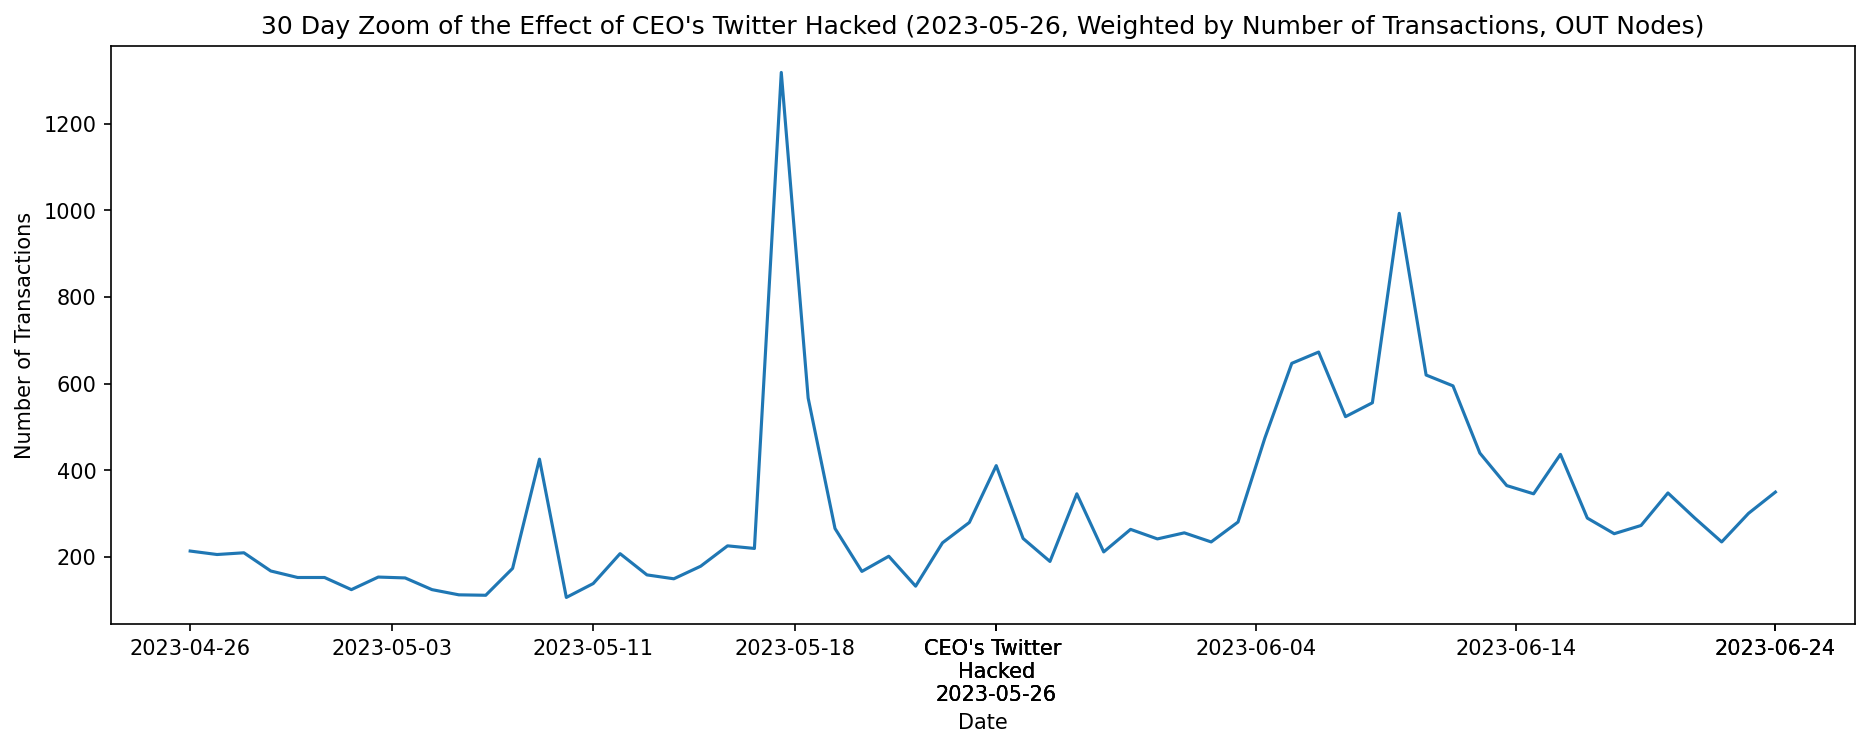 30 Day Zoom of the Effect of CEO's Twitter Hacked (2023-05-26, Weighted by Number of Transactions, OUT Nodes)
Number of Transactions
1200
1000
800
600
400
200
2023-04-26 2023-05-03 2023-05-11 2023-05-18 CEO's Twitter 2023-06-04 2023-06-14 2023-06-24
Hacked
2023-05-26
Date